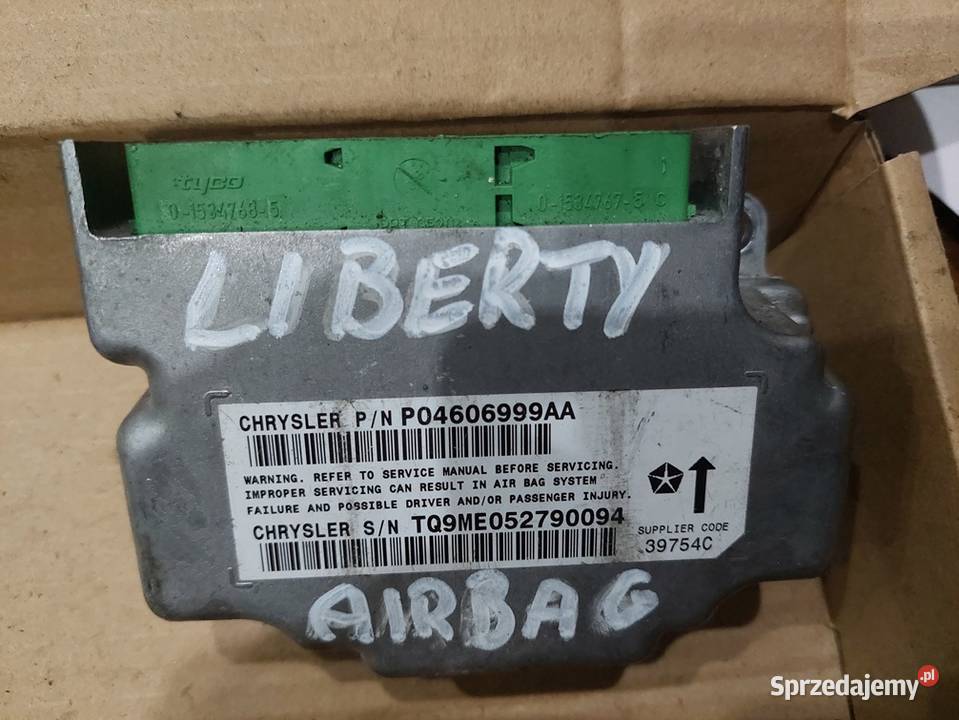 tyco
0-1534768-5
0-1534767-5 C
LIBERTY
CHRYSLER P/N P04606999AA
WARNING. REFER TO SERVICE MANUAL BEFORE SERVICING.
IMPROPER SERVICING CAN RESULT IN AIR BAG SYSTEM
FAILURE AND POSSIBLE DRIVER AND/OR PASSENGER INJURY.
CHRYSLER S/N TQ9ME052790094
SUPPLIER CODE
39754C
AIRBAG
Sprzedajemy.pl